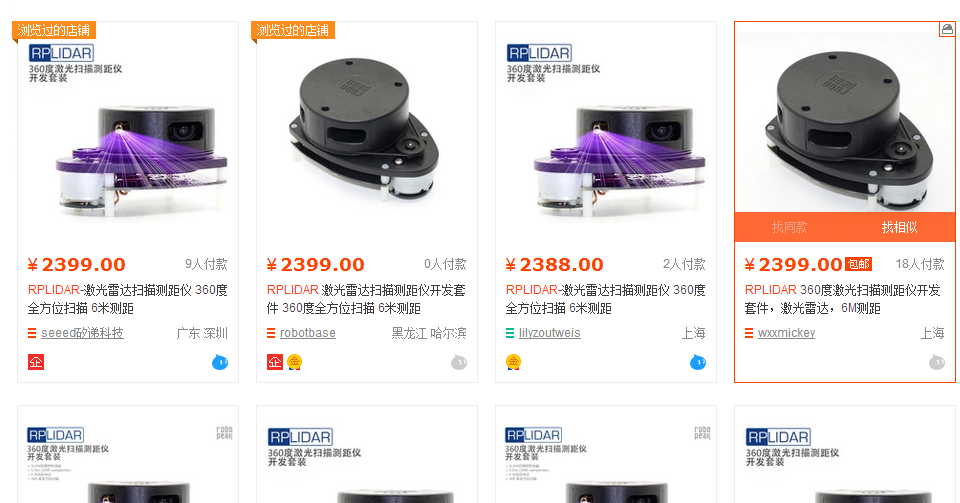 浏览过的店铺
RPLIDAR
360度激光扫描测距仪
开发套装
¥2399.00
9人付款
RPLIDAR-激光雷达扫描测距仪 360度
全方位扫描 6米测距
seeed矽递科技
广东 深圳
企
浏览过的店铺
¥2399.00
0人付款
RPLIDAR 激光雷达扫描测距仪开发套
件 360度全方位扫描 6米测距
robotbase
黑龙江 哈尔滨
企
RPLIDAR
360度激光扫描测距仪
开发套装
¥2388.00
2人付款
RPLIDAR-激光雷达扫描测距仪 360度
全方位扫描 6米测距
lilyzoutweis
上海
找同款
找相似
¥2399.00
包邮
18人付款
RPLIDAR 360度激光扫描测距仪开发
套件，激光雷达，6M测距
wxxmickey
上海
RPLIDAR
robo
peak
360度激光扫描测距仪
开发套装
RPLIDAR
360度激光扫描测距仪
开发套装
RPLIDAR
robo
peak
360度激光扫描测距仪
开发套装
RPLIDAR
360度激光扫描测距仪
开发套装